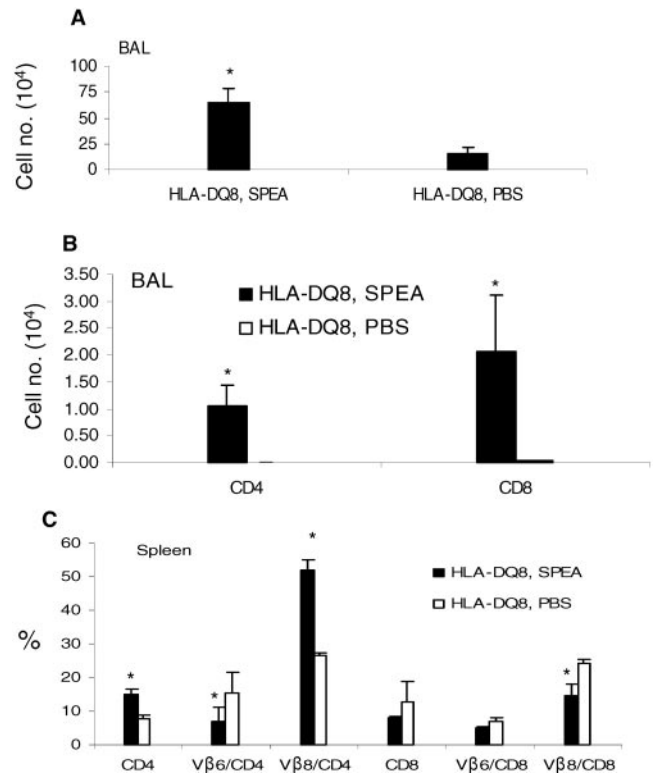 A
BAL
Cell no. (10⁴)
100
75
50
25
0
*
HLA-DQ8, SPEA
HLA-DQ8, PBS
B
BAL
Cell no. (10⁴)
3.50
3.00
2.50
2.00
1.50
1.00
0.50
0.00
HLA-DQ8, SPEA
HLA-DQ8, PBS
*
*
CD4
CD8
C
Spleen
%
60
50
40
30
20
10
0
HLA-DQ8, SPEA
HLA-DQ8, PBS
*
*
*
*
CD4
Vβ6/CD4
Vβ8/CD4
CD8
Vβ6/CD8
Vβ8/CD8